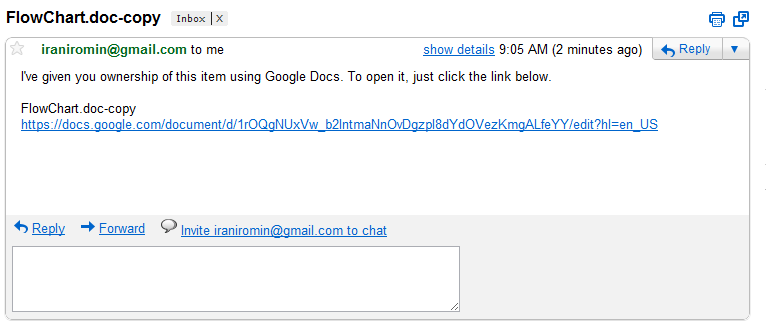 FlowChart.doc-copy Inbox | X
iraniromin@gmail.com to me show details 9:05 AM (2 minutes ago) Reply
I've given you ownership of this item using Google Docs. To open it, just click the link below.
FlowChart.doc-copy
https://docs.google.com/document/d/1rOQgNUxVw_b2lntmaNnOvDgzpl8dYdOVezKmgALfeYY/edit?hl=en_US
Reply Forward Invite iraniromin@gmail.com to chat